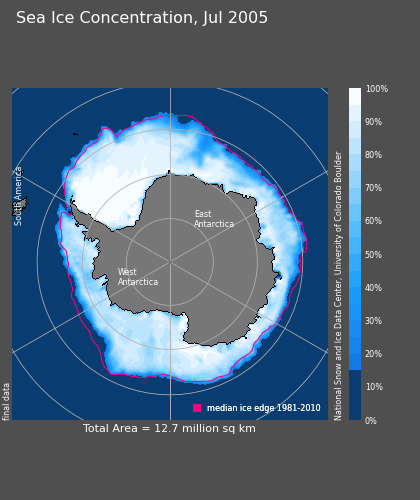 Sea Ice Concentration, Jul 2005
100%
90%
80%
70%
60%
50%
40%
30%
20%
10%
0%
National Snow and Ice Data Center, University of Colorado Boulder
South America
East
Antarctica
West
Antarctica
final data
median ice edge 1981-2010
Total Area = 12.7 million sq km